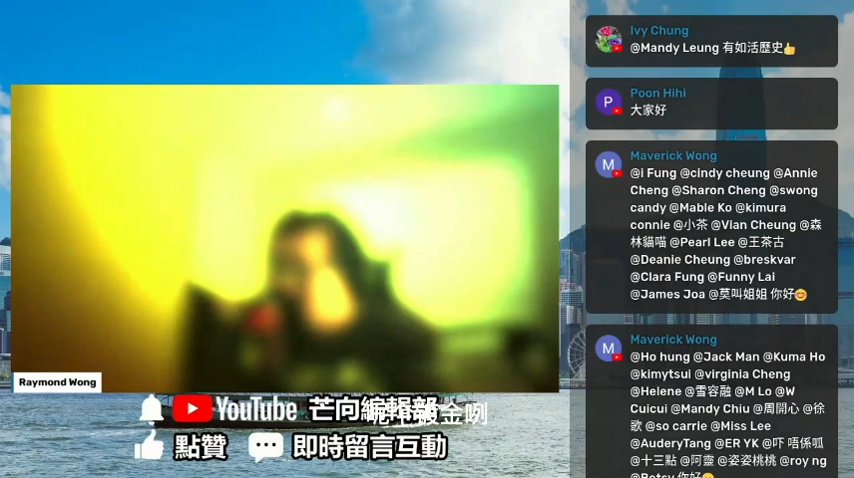 Ivy Chung
@Mandy Leung 有如活歷史👍
Poon Hihi
大家好
Maverick Wong
@i Fung @cindy cheung @Annie
Cheng @Sharon Cheng @swong
candy @Mable Ko @kimura
connie @小茶 @Vian Cheung @森
林貓喵 @Pearl Lee @王茶古
@Deanie Cheung @breskvar
@Clara Fung @Funny Lai
@James Joa @莫叫姐姐 你好😊
Maverick Wong
@Ho hung @Jack Man @Kuma Ho
@kimytsui @virginia Cheng
@Helene @雪容融 @M Lo @W
Cuicui @Mandy Chiu @周開心 @徐
歌 @so carrie @Miss Lee
@AuderyTang @ER YK @吓 唔係呱
@十三點 @阿靈 @姿姿桃桃 @roy ng
@Betsy 你好😊
Raymond Wong
YouTube 芒向編輯部
金咧
點贊 即時留言互動